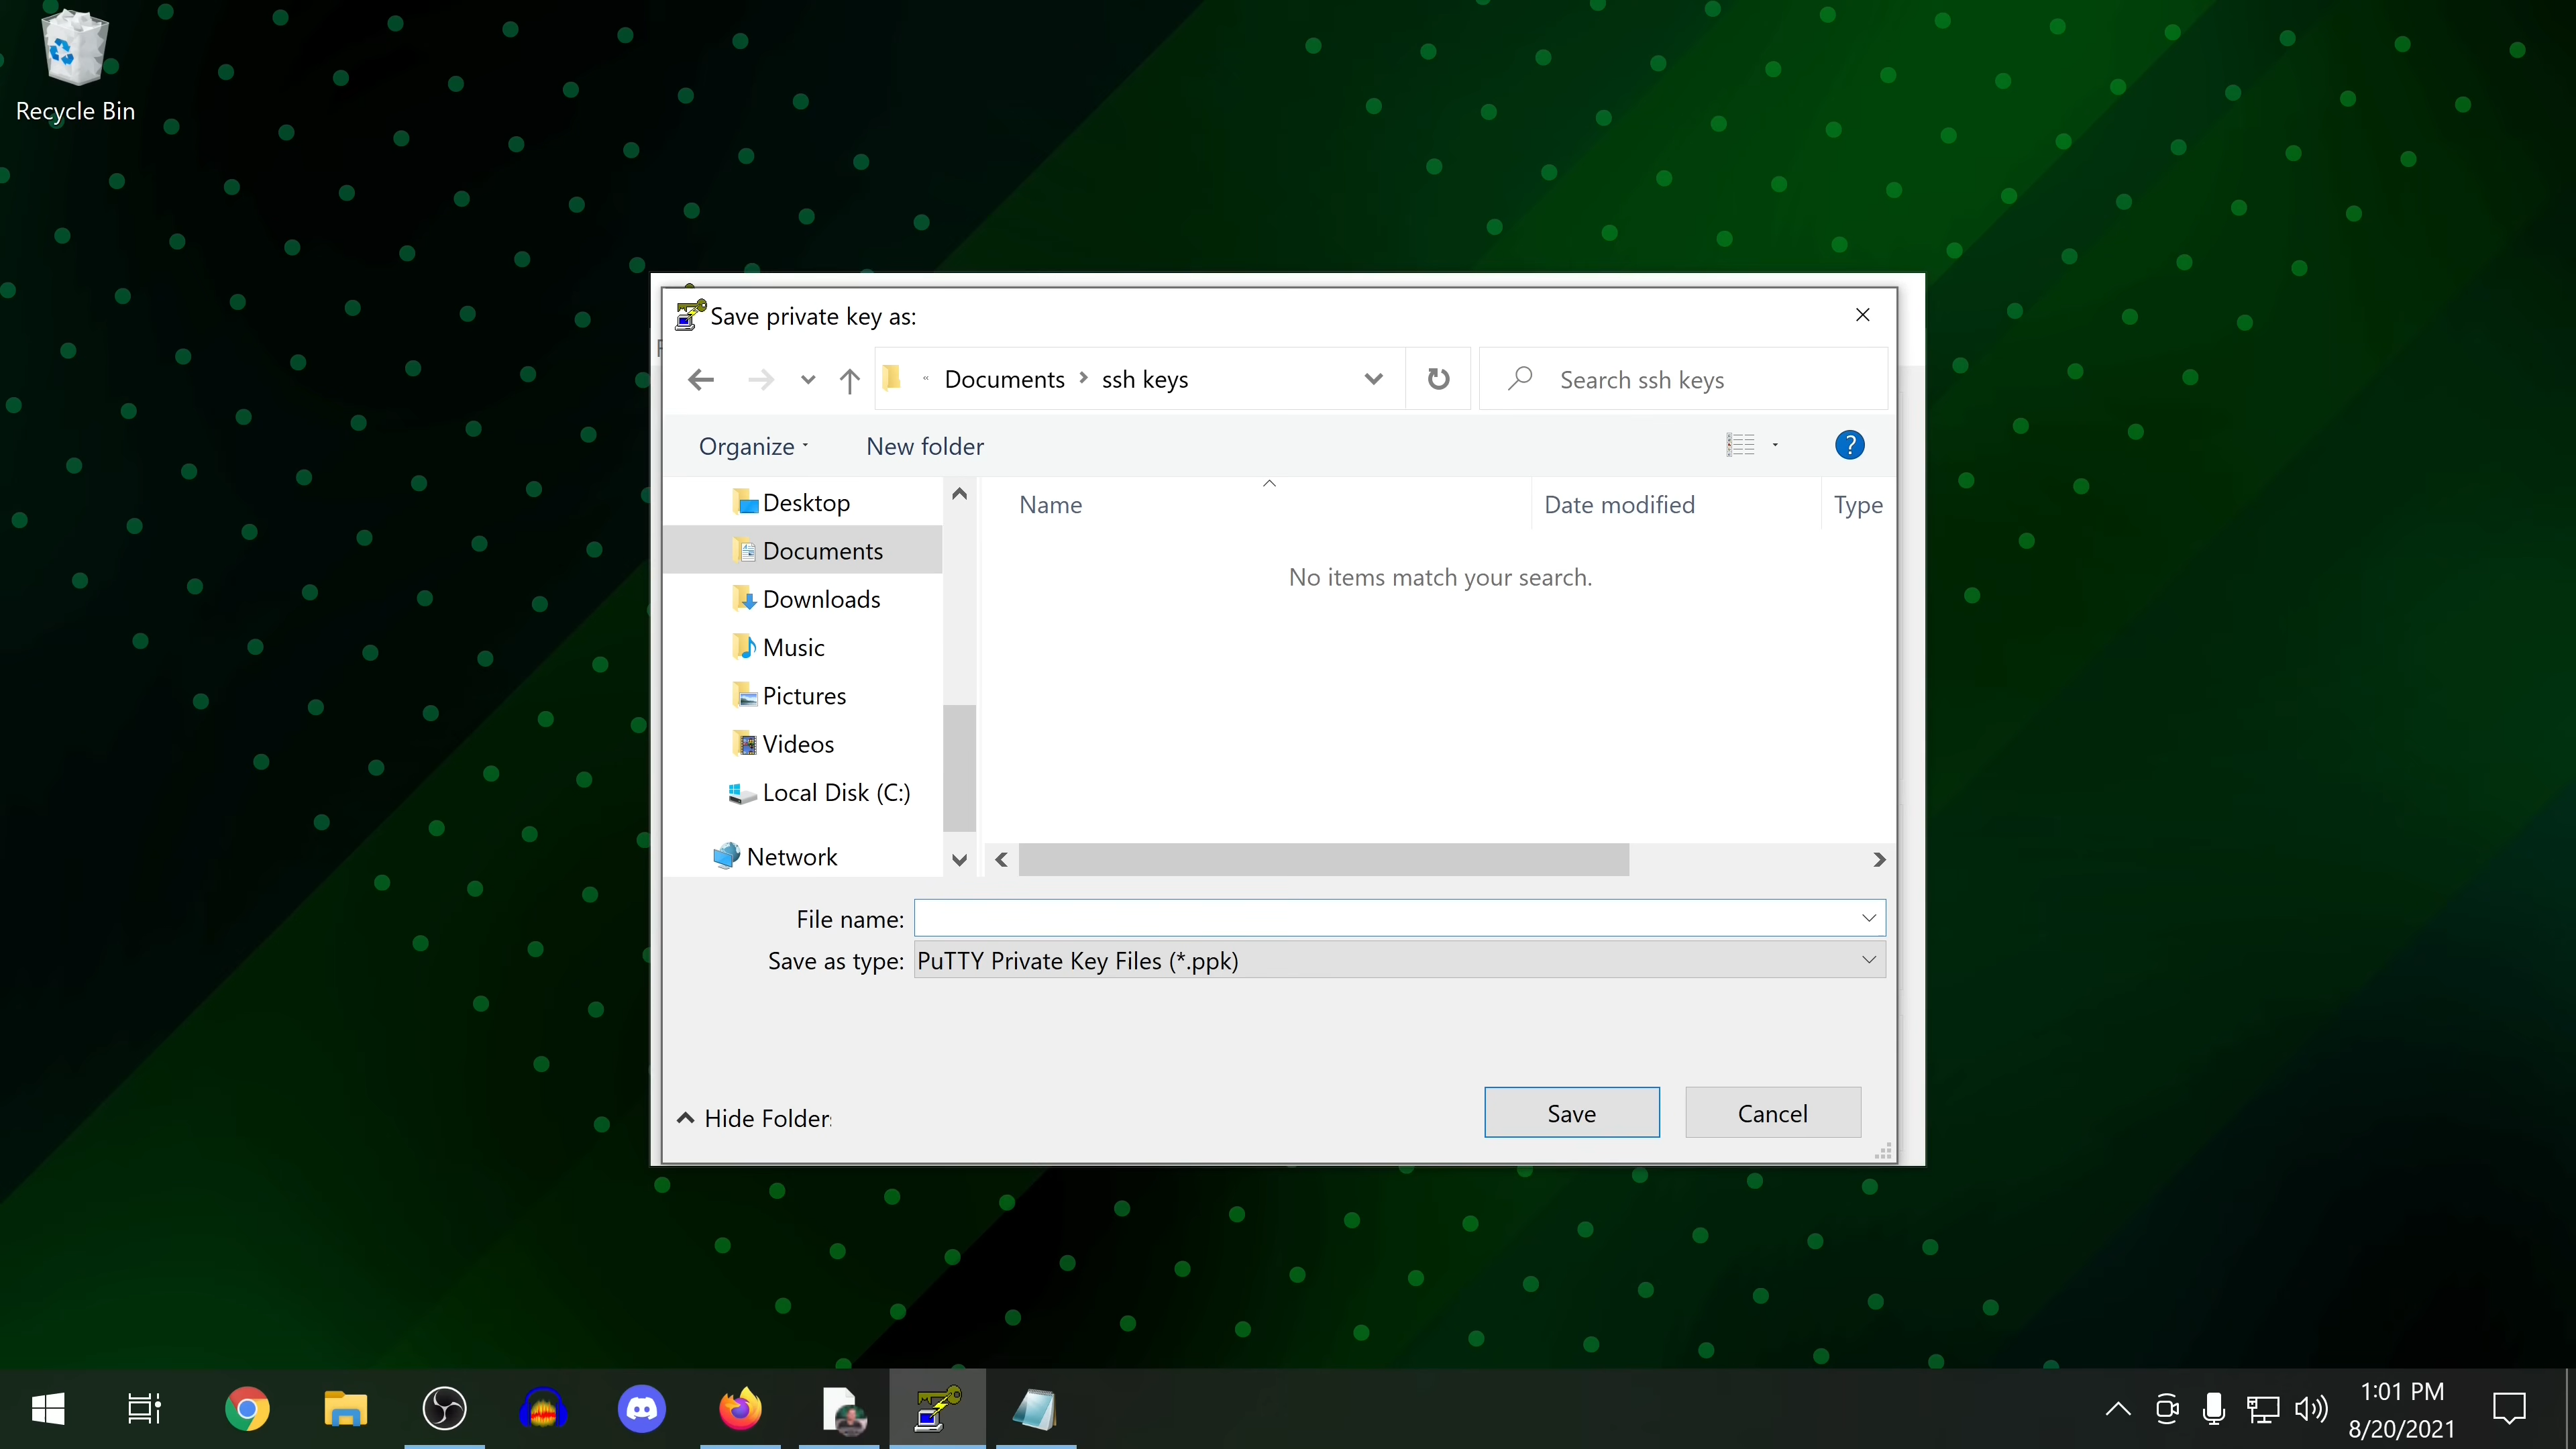 Recycle Bin
Save private key as:
« Documents > ssh keys
Search ssh keys
Organize
New folder
?
Name
Date modified
Type
Desktop
Documents
Downloads
Music
Pictures
Videos
Local Disk (C:)
Network
No items match your search.
File name:
Save as type: PuTTY Private Key Files (*.ppk)
Hide Folder
Save
Cancel
1:01 PM
8/20/2021